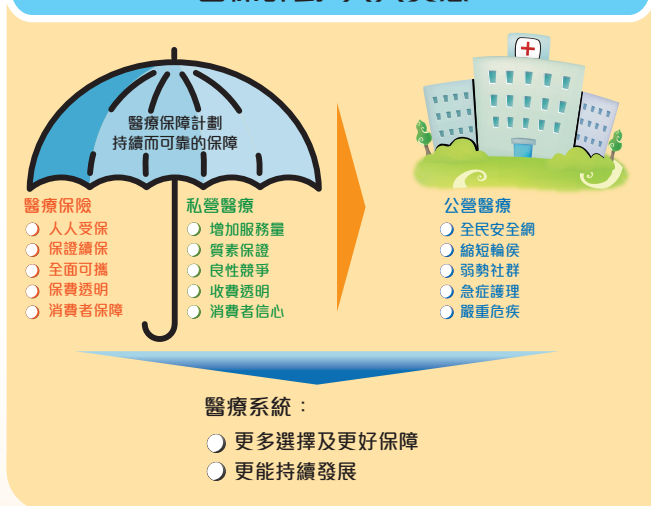 醫療保障計劃
持續而可靠的保障
醫療保險
人人受保
保證續保
全面可攜
保費透明
消費者保障
私營醫療
增加服務量
質素保證
良性競爭
收費透明
消費者信心
公營醫療
全民安全網
縮短輪侯
弱勢社群
急症護理
嚴重危疾
醫療系統：
更多選擇及更好保障
更能持續發展